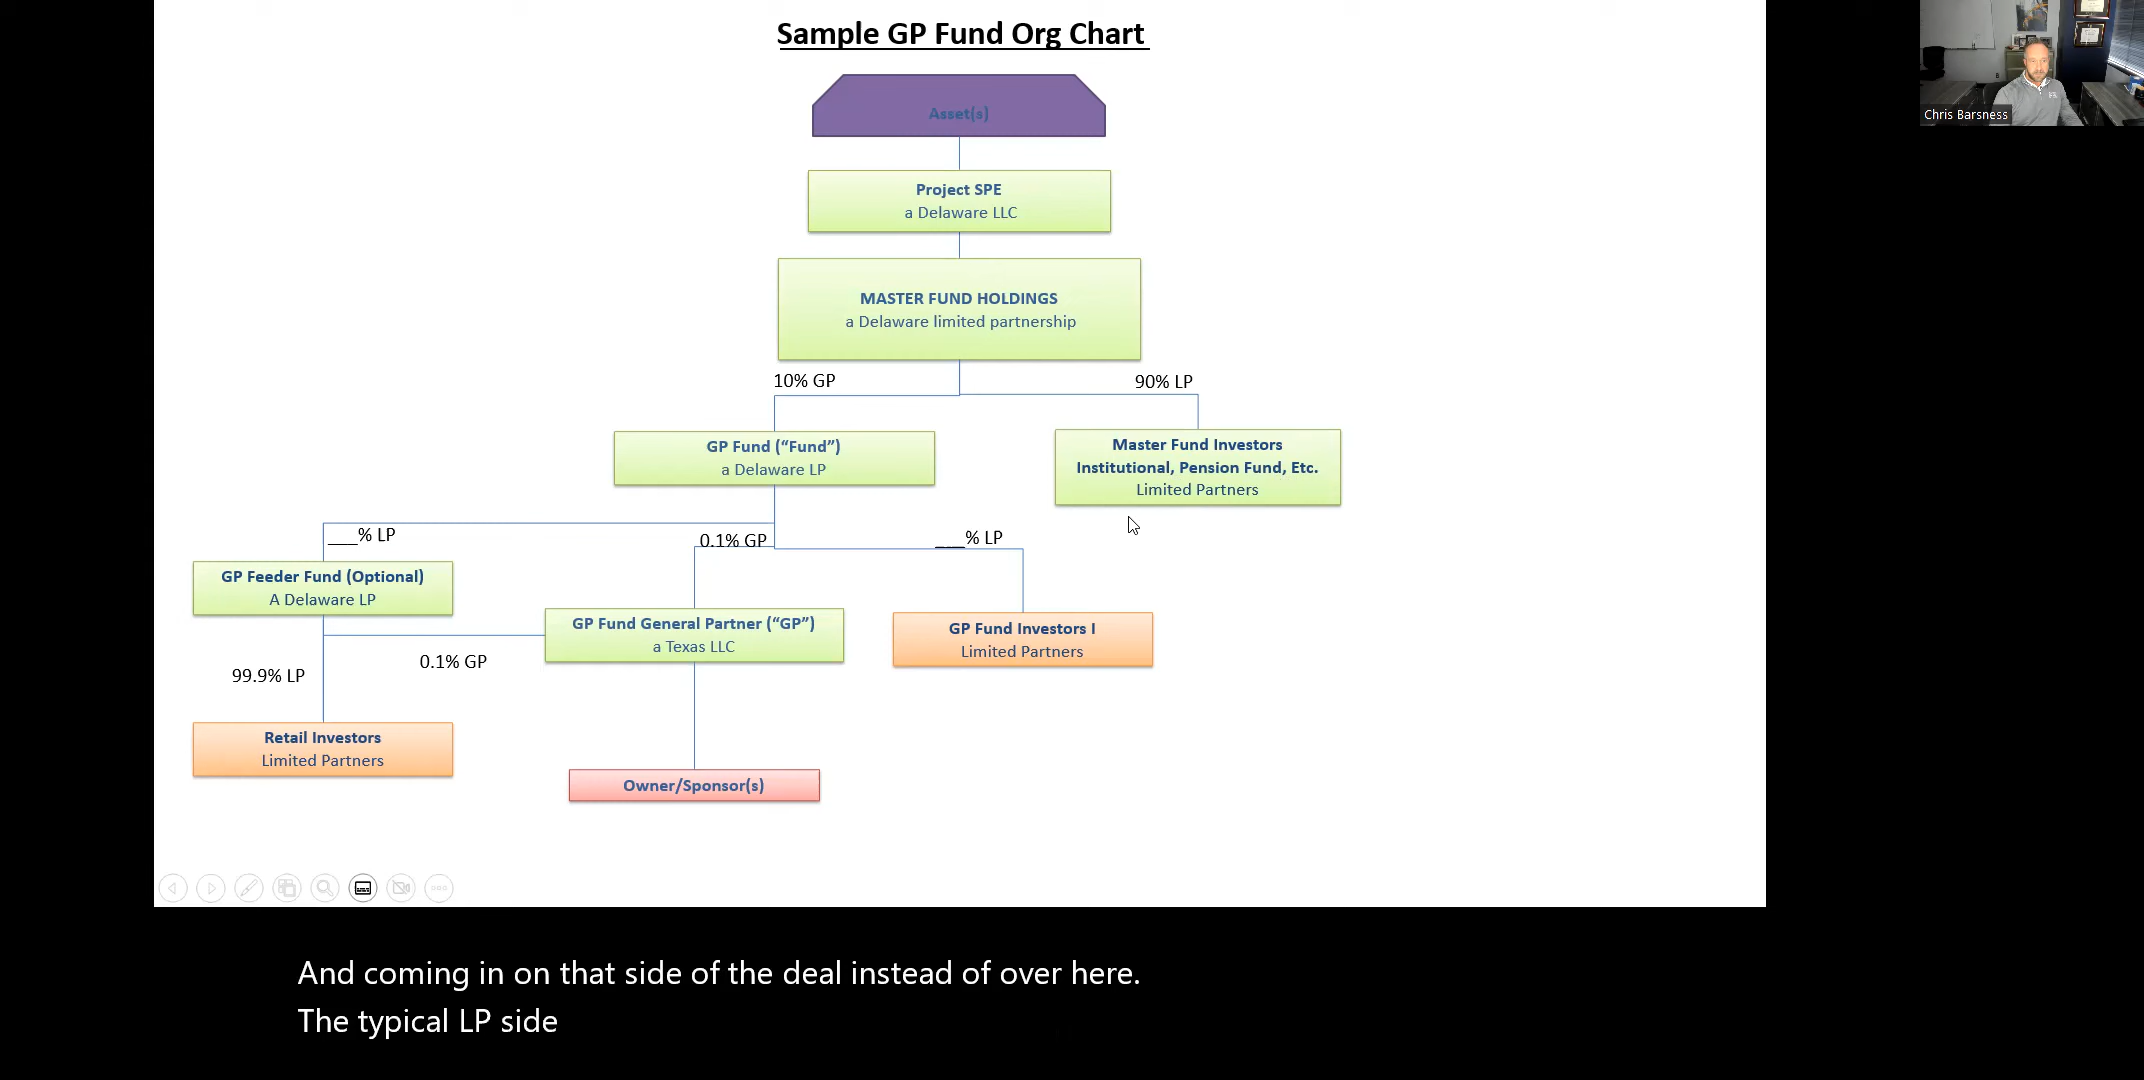 Sample GP Fund Org Chart
Asset(s)
Project SPE
a Delaware LLC
MASTER FUND HOLDINGS
a Delaware limited partnership
10% GP
90% LP
GP Fund (“Fund”)
a Delaware LP
Master Fund Investors
Institutional, Pension Fund, Etc.
Limited Partners
___% LP
0.1% GP
___% LP
GP Feeder Fund (Optional)
A Delaware LP
GP Fund General Partner (“GP”)
a Texas LLC
GP Fund Investors I
Limited Partners
0.1% GP
99.9% LP
Retail Investors
Limited Partners
Owner/Sponsor(s)
Chris Barsness
And coming in on that side of the deal instead of over here.
The typical LP side